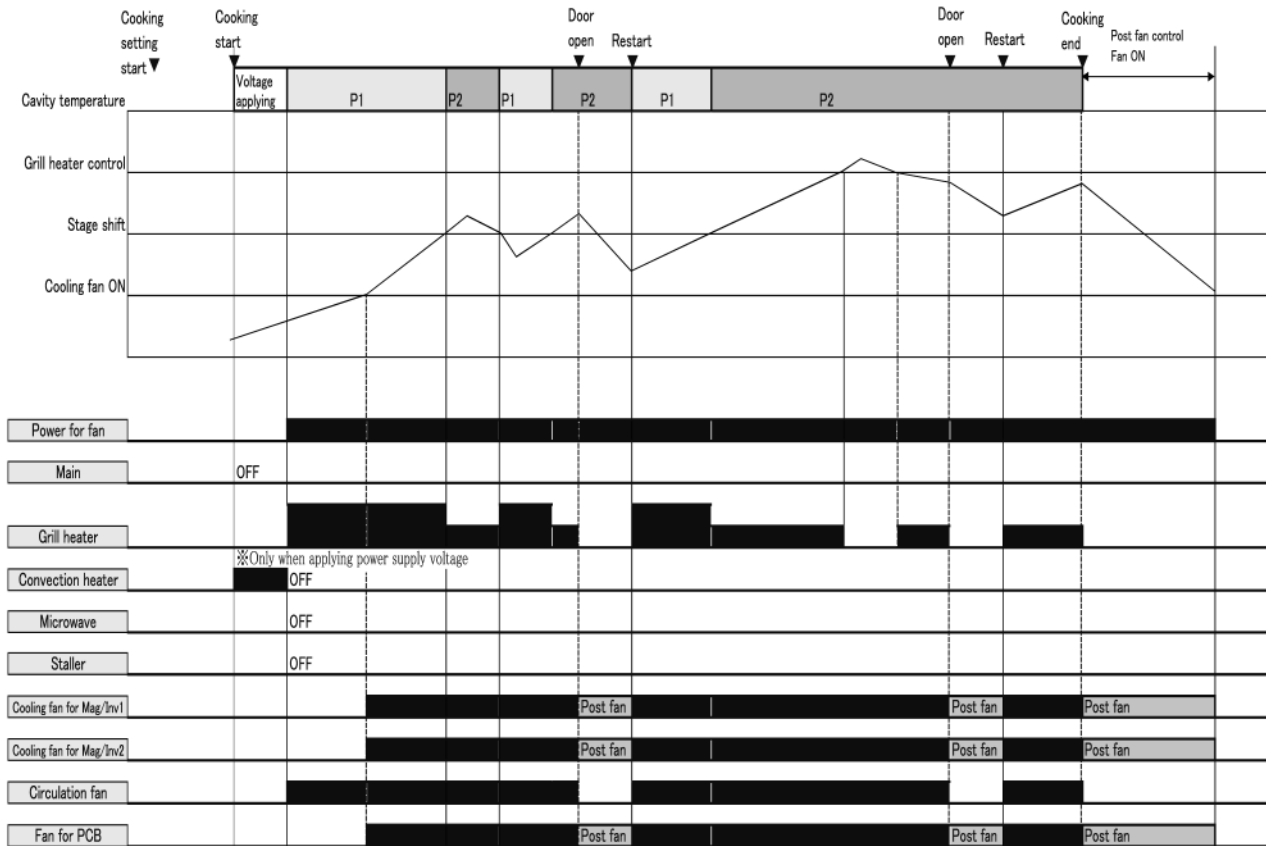 Cooking
setting
start▼
Cooking
start
Door
open
Restart
Door
open
Restart
Cooking
end
Post fan control
Fan ON
Voltage
applying
P1
P2
P1
P2
P1
P2
Cavity temperature
Grill heater control
Stage shift
Cooling fan ON
Power for fan
Main
OFF
Grill heater
※Only when applying power supply voltage
Convection heater
OFF
Microwave
OFF
Staller
OFF
Cooling fan for Mag/Inv1
Post fan
Post fan
Post fan
Cooling fan for Mag/Inv2
Post fan
Post fan
Post fan
Circulation fan
Fan for PCB
Post fan
Post fan
Post fan